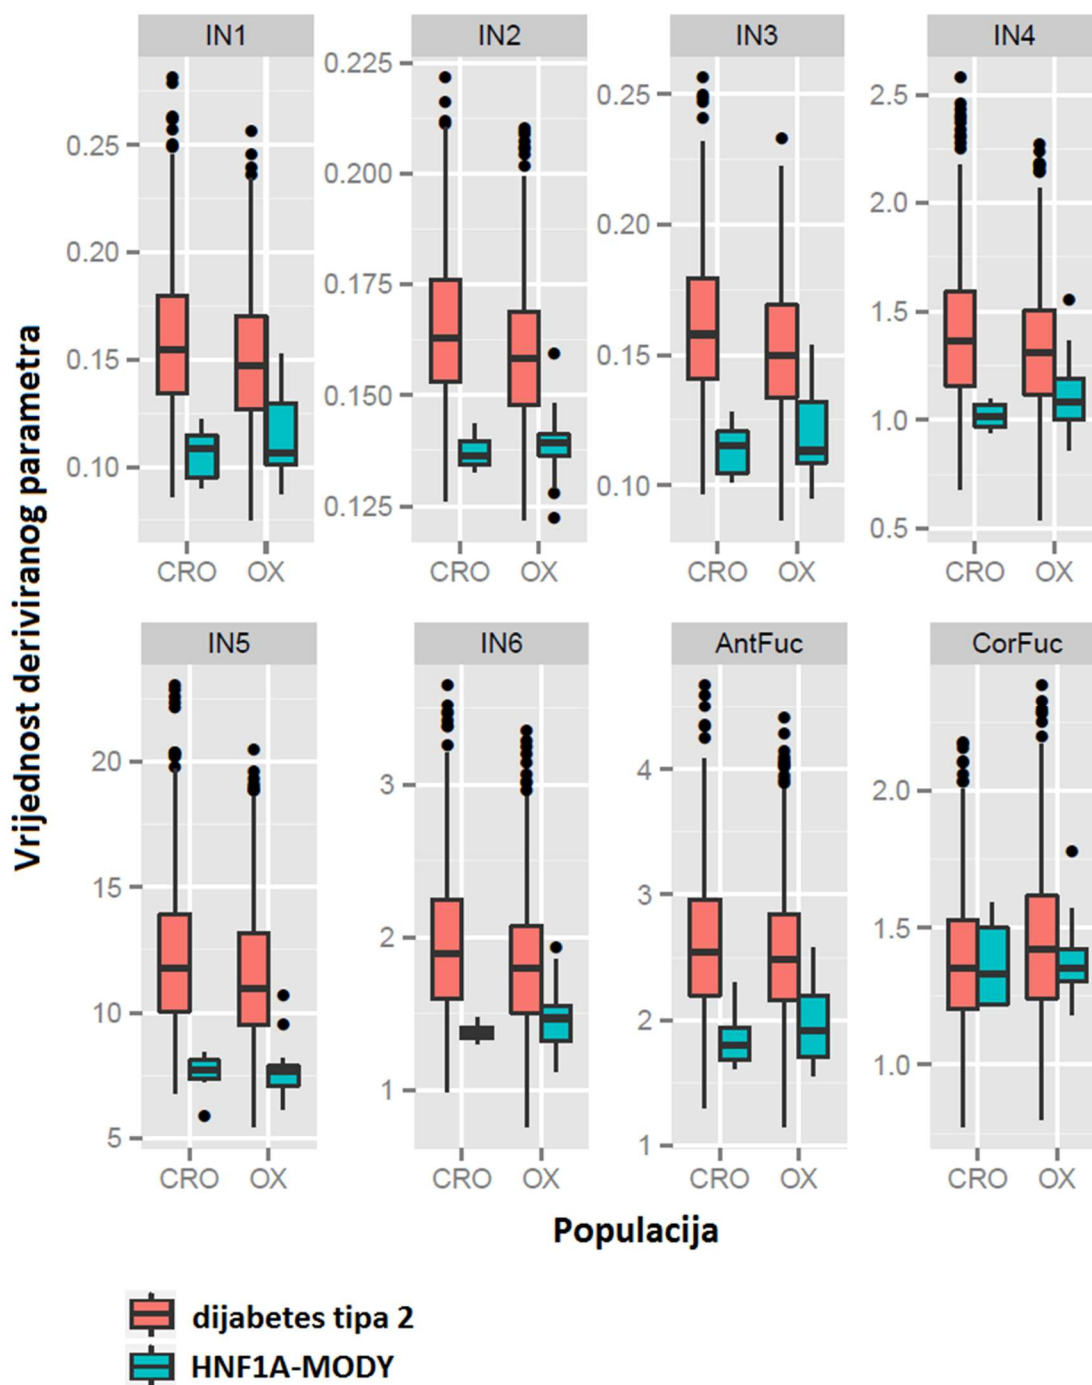 IN1 IN2 IN3 IN4
0.25 0.20 0.15 0.10
0.225 0.200 0.175 0.150 0.125
0.25 0.20 0.15 0.10
2.5 2.0 1.5 1.0 0.5
CRO OX CRO OX CRO OX CRO OX
Vrijednost deriviranog parametra
IN5 IN6 AntFuc CorFuc
20 15 10 5
3 2 1
4 3 2 1
2.0 1.5 1.0
CRO OX CRO OX CRO OX CRO OX
Populacija
dijabetes tipa 2
HNF1A-MODY